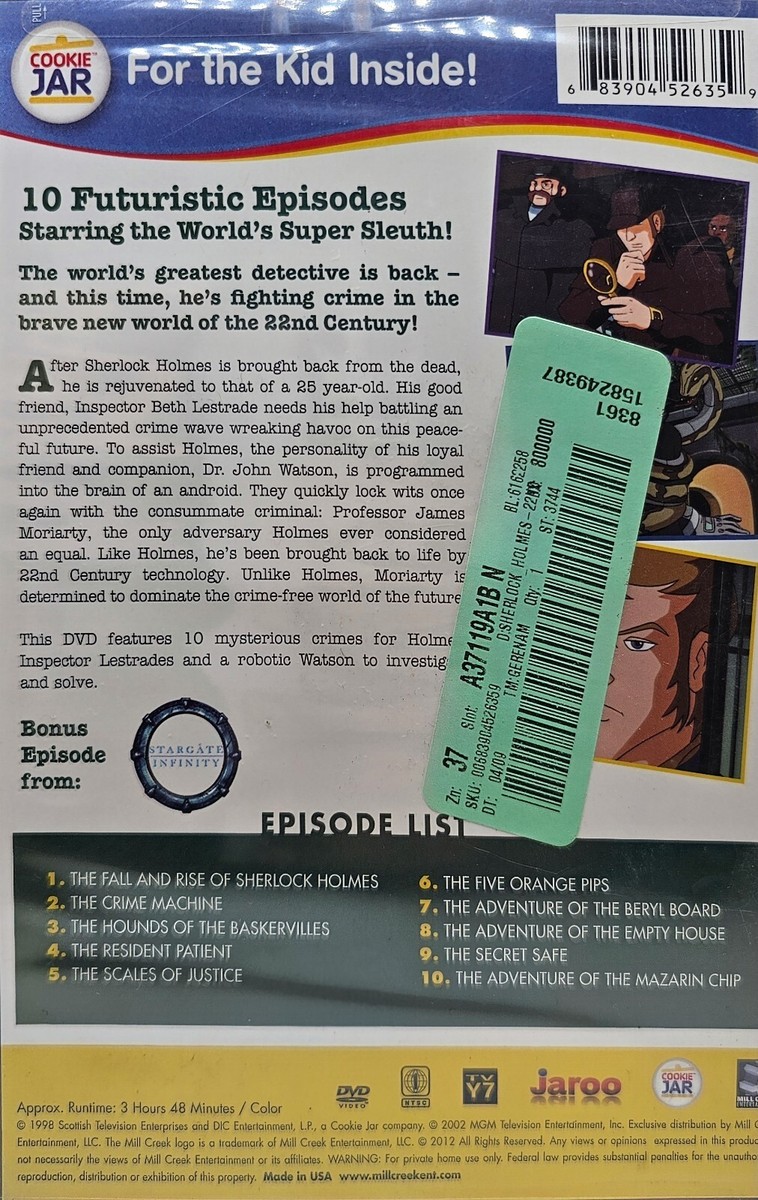 PULL
COOKIE JAR™
For the Kid Inside!
6 83904 52635 9
10 Futuristic Episodes
Starring the World's Super Sleuth!
The world's greatest detective is back –
and this time, he's fighting crime in the
brave new world of the 22nd Century!
After Sherlock Holmes is brought back from the dead,
he is rejuvenated to that of a 25 year-old. His good
friend, Inspector Beth Lestrade needs his help battling an
unprecedented crime wave wreaking havoc on this peace-
ful future. To assist Holmes, the personality of his loyal
friend and companion, Dr. John Watson, is programmed
into the brain of an android. They quickly lock wits once
again with the consummate criminal: Professor James
Moriarty, the only adversary Holmes ever considered
an equal. Like Holmes, he's been brought back to life by
22nd Century technology. Unlike Holmes, Moriarty is
determined to dominate the crime-free world of the future
This DVD features 10 mysterious crimes for Holme
Inspector Lestrades and a robotic Watson to investig
and solve.
8361
158249387
Zn: 37 Slot: A37119A1B N
SKU: 00683904526359 DSHERLOCK HOLMES-22ND BL:6162258
DT: 04/09 TM:GERENAM Qty: 1 ST: 3744 800000
Bonus
Episode
from:
STARGATE
INFINITY
EPISODE LIST
1. THE FALL AND RISE OF SHERLOCK HOLMES
2. THE CRIME MACHINE
3. THE HOUNDS OF THE BASKERVILLES
4. THE RESIDENT PATIENT
5. THE SCALES OF JUSTICE
6. THE FIVE ORANGE PIPS
7. THE ADVENTURE OF THE BERYL BOARD
8. THE ADVENTURE OF THE EMPTY HOUSE
9. THE SECRET SAFE
10. THE ADVENTURE OF THE MAZARIN CHIP
DVD VIDEO
NTSC
TV Y7
jaroo
COOKIE JAR
Approx. Runtime: 3 Hours 48 Minutes / Color
© 1998 Scottish Television Enterprises and DIC Entertainment, L.P., a Cookie Jar company. © 2002 MGM Television Entertainment, Inc. Exclusive distribution by Mill C
Entertainment, LLC. The Mill Creek logo is a trademark of Mill Creek Entertainment, LLC. © 2012 All Rights Reserved. Any views or opinions expressed in this produc
not necessarily the views of Mill Creek Entertainment or its affiliates. WARNING: For private home use only. Federal law provides substantial penalties for the unautho
reproduction, distribution or exhibition of this property. Made in USA www.millcreekent.com